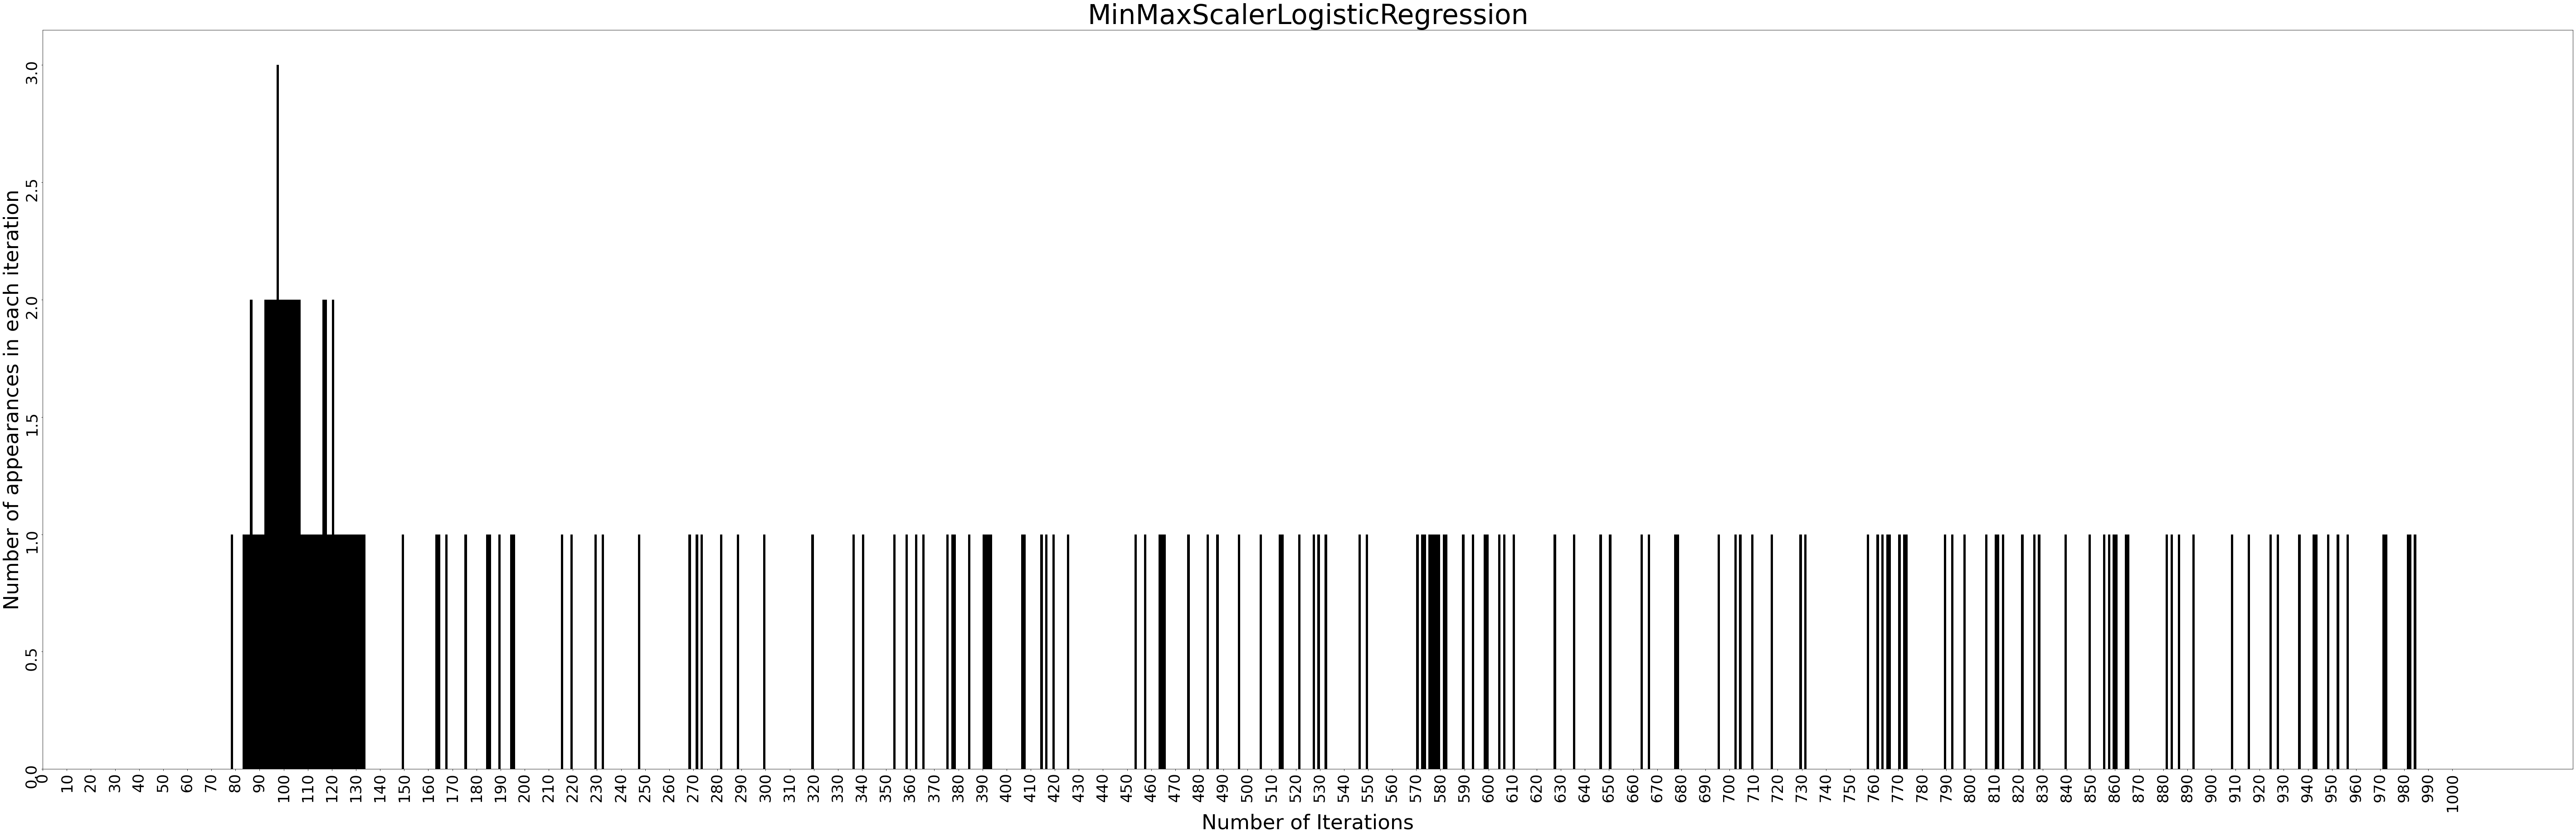 MinMaxScalerLogisticRegression
Number of appearances in each iteration
3.0
2.5
2.0
1.5
1.0
0.5
0.0
0 10 20 30 40 50 60 70 80 90 100 110 120 130 140 150 160 170 180 190 200 210 220 230 240 250 260 270 280 290 300 310 320 330 340 350 360 370 380 390 400 410 420 430 440 450 460 470 480 490 500 510 520 530 540 550 560 570 580 590 600 610 620 630 640 650 660 670 680 690 700 710 720 730 740 750 760 770 780 790 800 810 820 830 840 850 860 870 880 890 900 910 920 930 940 950 960 970 980 990 1000
Number of Iterations